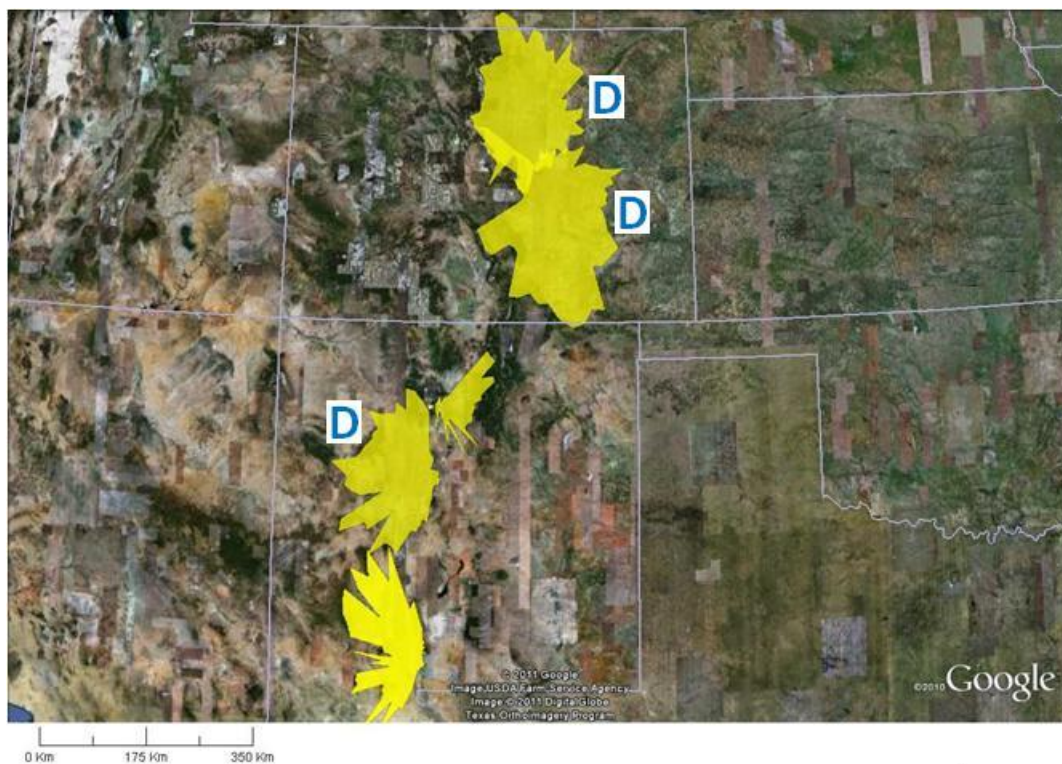 D
D
D
© 2011 Google
Image USDA Farm Service Agency
Image © 2011 DigitalGlobe
Texas Orthoimagery Program
©2010 Google
0 Km 175 Km 350 Km